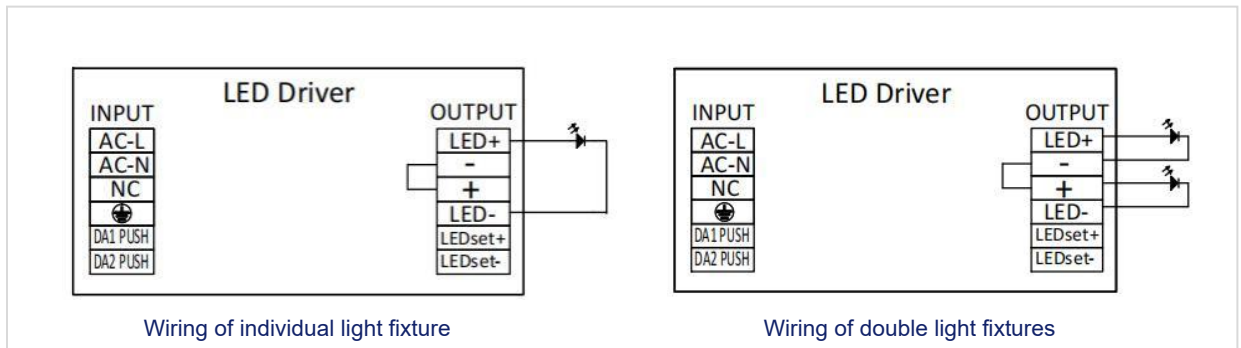 LED Driver
INPUT
OUTPUT
AC-L
AC-N
NC
DA1 PUSH
DA2 PUSH
LED+
-
+
LED-
LEDset+
LEDset-
Wiring of individual light fixture
LED Driver
INPUT
OUTPUT
AC-L
AC-N
NC
DA1 PUSH
DA2 PUSH
LED+
-
+
LED-
LEDset+
LEDset-
Wiring of double light fixtures